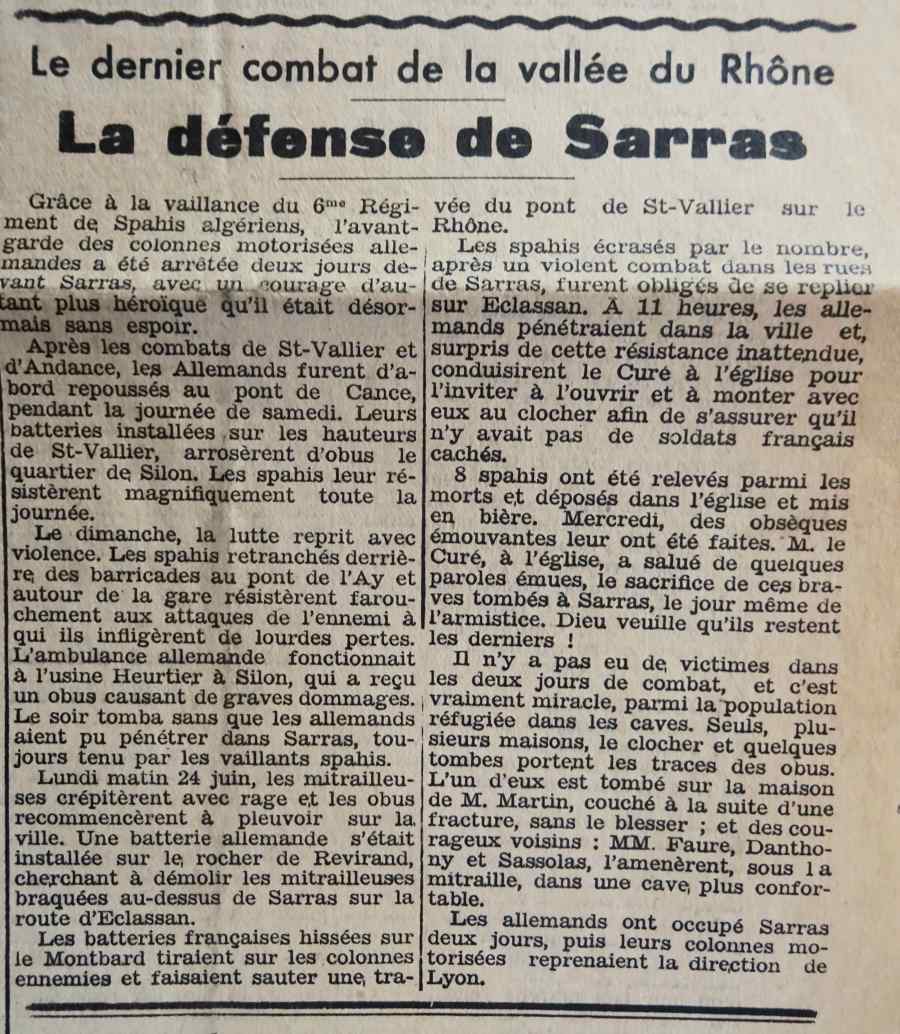 Le dernier combat de la vallée du Rhône
La défense de Sarras
Grâce à la vaillance du 6me Régi-
ment de Spahis algériens, l'avant-
garde des colonnes motorisées alle-
mandes a été arrêtée deux jours de-
vant Sarras, avec un courage d'au-
tant plus héroïque qu'il était désor-
mais sans espoir.
Après les combats de St-Vallier et
d'Andance, les Allemands furent d'a-
bord repoussés au pont de Cance,
pendant la journée de samedi. Leurs
batteries installées sur les hauteurs
de St-Vallier, arrosèrent d'obus le
quartier de Silon. Les spahis leur ré-
sistèrent magnifiquement toute la
journée.
Le dimanche, la lutte reprit avec
violence. Les spahis retranchés derriè-
re des barricades au pont de l'Ay et
autour de la gare résistèrent farou-
chement aux attaques de l'ennemi à
qui ils infligèrent de lourdes pertes.
L'ambulance allemande fonctionnait
à l'usine Heurtier à Silon, qui a reçu
un obus causant de graves dommages.
Le soir tomba sans que les allemands
aient pu pénétrer dans Sarras, tou-
jours tenu par les vaillants spahis.
Lundi matin 24 juin, les mitrailleu-
ses crépitèrent avec rage et les obus
recommencèrent à pleuvoir sur la
ville. Une batterie allemande s'était
installée sur le rocher de Revirand,
cherchant à démolir les mitrailleuses
braquées au-dessus de Sarras sur la
route d'Eclassan.
Les batteries françaises hissées sur
le Montbard tiraient sur les colonnes
ennemies et faisaient sauter une tra-
vée du pont de St-Vallier sur le
Rhône.
Les spahis écrasés par le nombre,
après un violent combat dans les rues
de Sarras, furent obligés de se replier
sur Eclassan. A 11 heures, les alle-
mands pénétraient dans la ville et,
surpris de cette résistance inattendue,
conduisirent le Curé à l'église pour
l'inviter à l'ouvrir et à monter avec
eux au clocher afin de s'assurer qu'il
n'y avait pas de soldats français
cachés.
8 spahis ont été relevés parmi les
morts et déposés dans l'église et mis
en bière. Mercredi, des obsèques
émouvantes leur ont été faites. M. le
Curé, à l'église, a salué de quelques
paroles émues, le sacrifice de ces bra-
ves tombés à Sarras, le jour même de
l'armistice. Dieu veuille qu'ils restent
les derniers !
Il n'y a pas eu de victimes dans
les deux jours de combat, et c'est
vraiment miracle, parmi la population
réfugiée dans les caves. Seuls, plu-
sieurs maisons, le clocher et quelques
tombes portent les traces des obus.
L'un d'eux est tombé sur la maison
de M. Martin, couché à la suite d'une
fracture, sans le blesser ; et des cou-
rageux voisins : MM. Faure, Dantho-
ny et Sassolas, l'amenèrent, sous la
mitraille, dans une cave plus confor-
table.
Les allemands ont occupé Sarras
deux jours, puis leurs colonnes mo-
torisées reprenaient la direction de
Lyon.